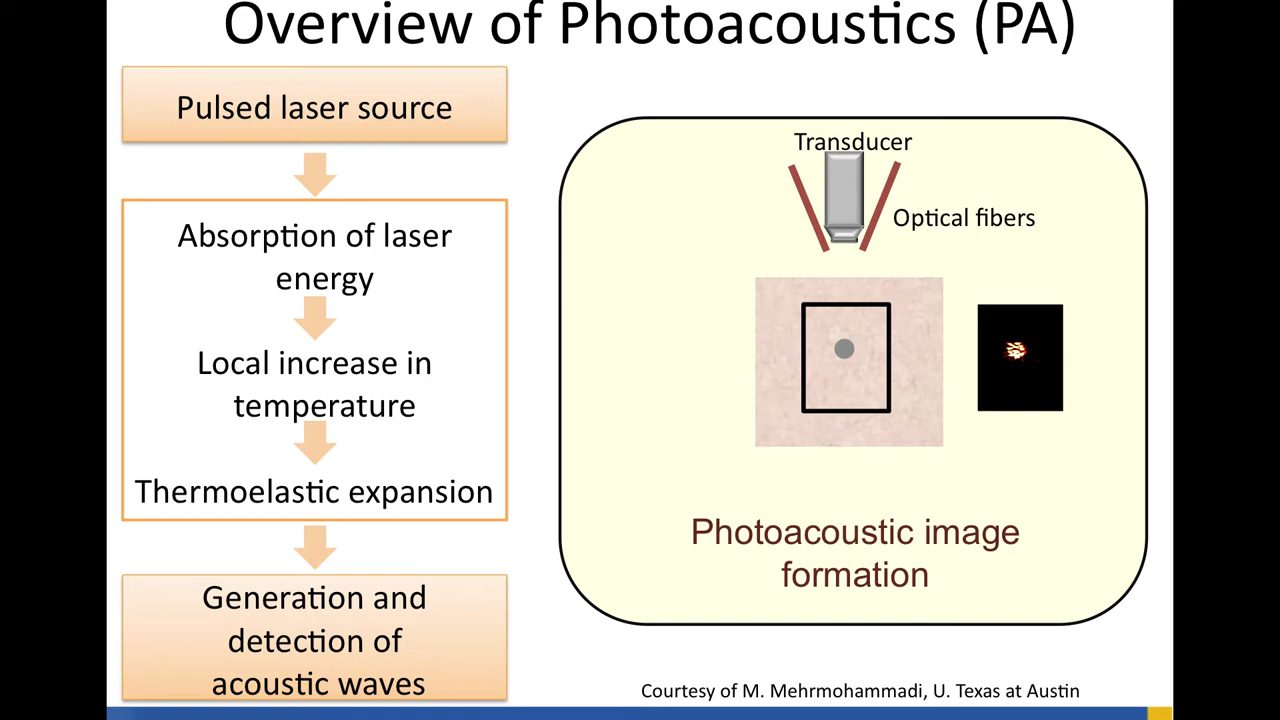 Overview of Photoacoustics (PA)
Pulsed laser source
Absorption of laser
energy
Local increase in
temperature
Thermoelastic expansion
Generation and
detection of
acoustic waves
Transducer
Optical fibers
Photoacoustic image
formation
Courtesy of M. Mehrmohammadi, U. Texas at Austin